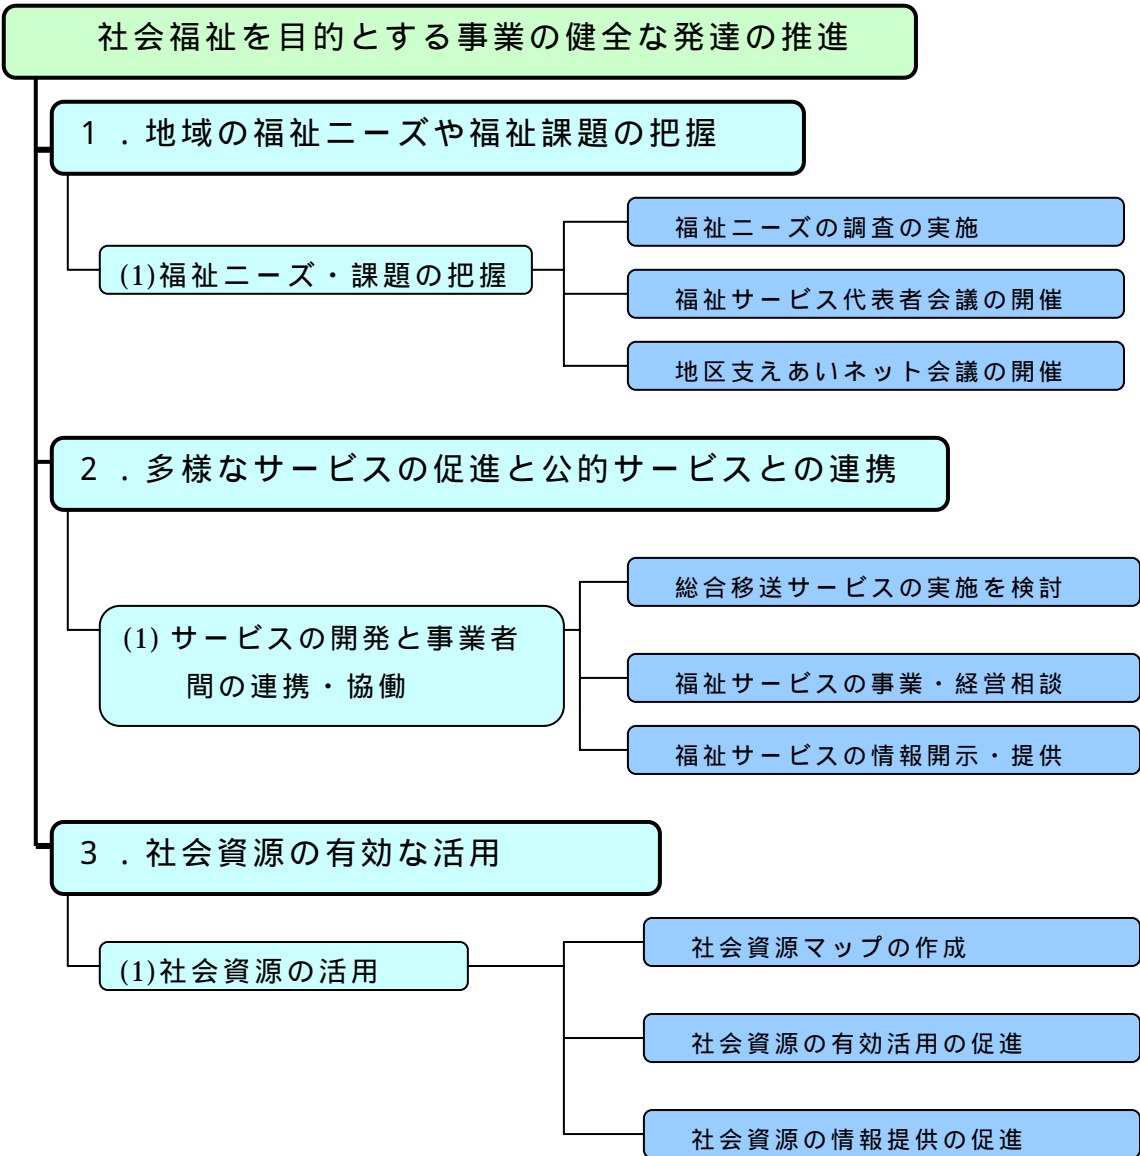 社会福祉を目的とする事業の健全な発達の推進
１．地域の福祉ニーズや福祉課題の把握
福祉ニーズの調査の実施
(1)福祉ニーズ・課題の把握
福祉サービス代表者会議の開催
地区支えあいネット会議の開催
２．多様なサービスの促進と公的サービスとの連携
総合移送サービスの実施を検討
(1) サービスの開発と事業者
間の連携・協働
福祉サービスの事業・経営相談
福祉サービスの情報開示・提供
３．社会資源の有効な活用
社会資源マップの作成
(1)社会資源の活用
社会資源の有効活用の促進
社会資源の情報提供の促進